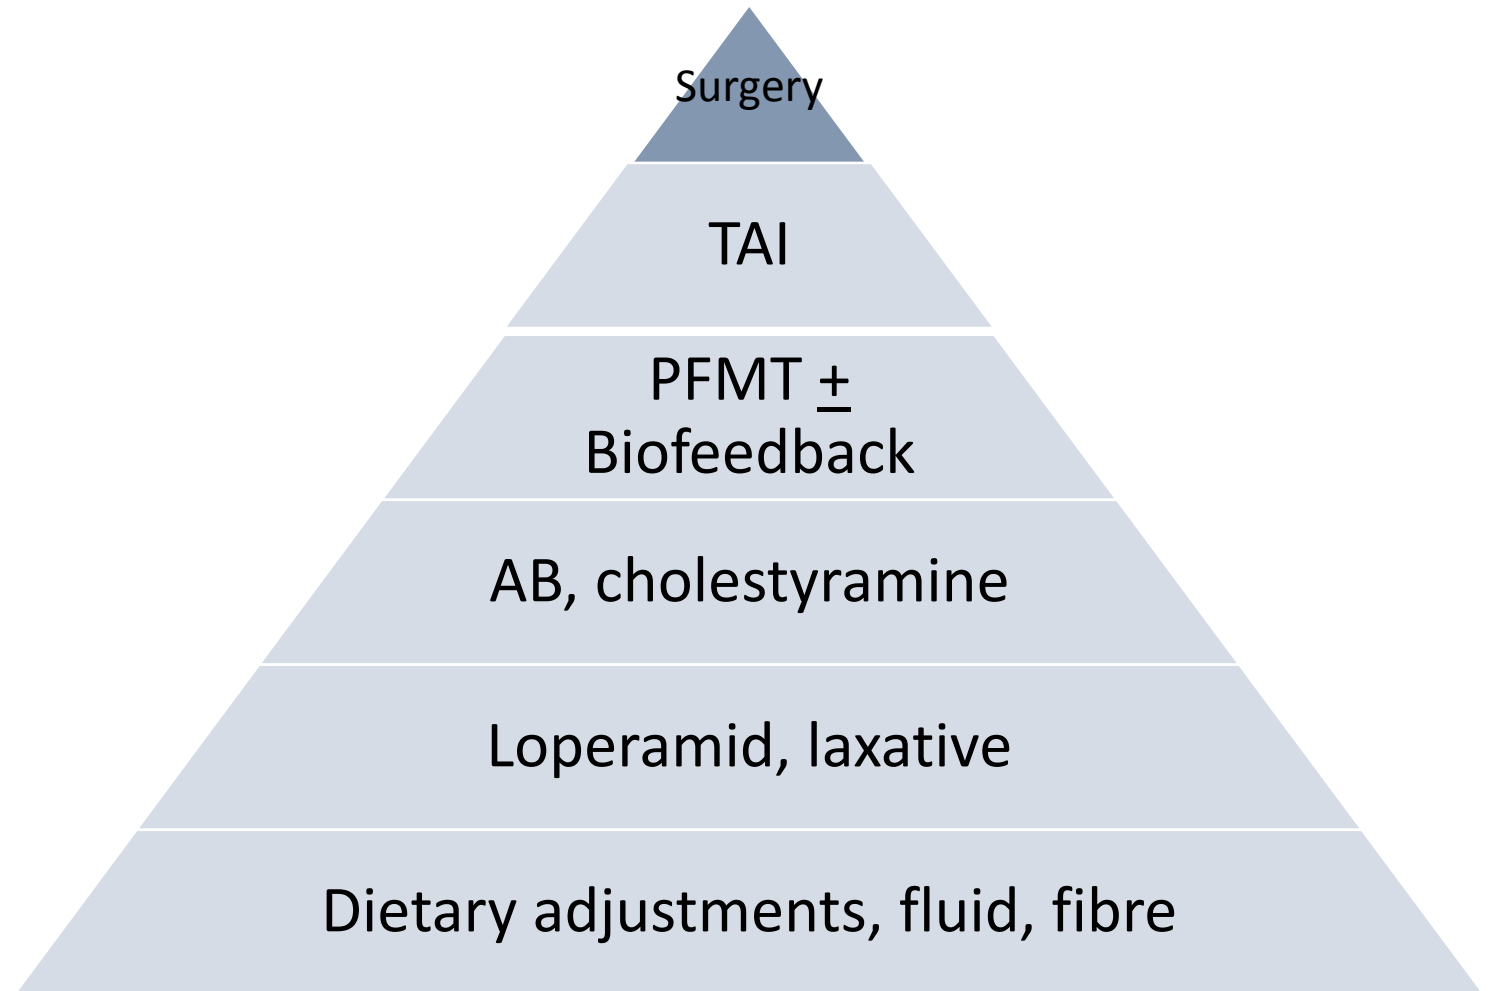 Surgery
TAI
PFMT +
Biofeedback
AB, cholestyramine
Loperamid, laxative
Dietary adjustments, fluid, fibre